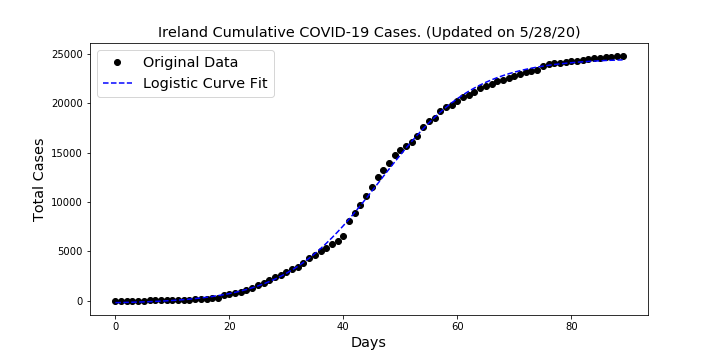 Ireland Cumulative COVID-19 Cases. (Updated on 5/28/20)
Original Data
Logistic Curve Fit
25000
20000
15000
10000
5000
0
Total Cases
0 20 40 60 80
Days